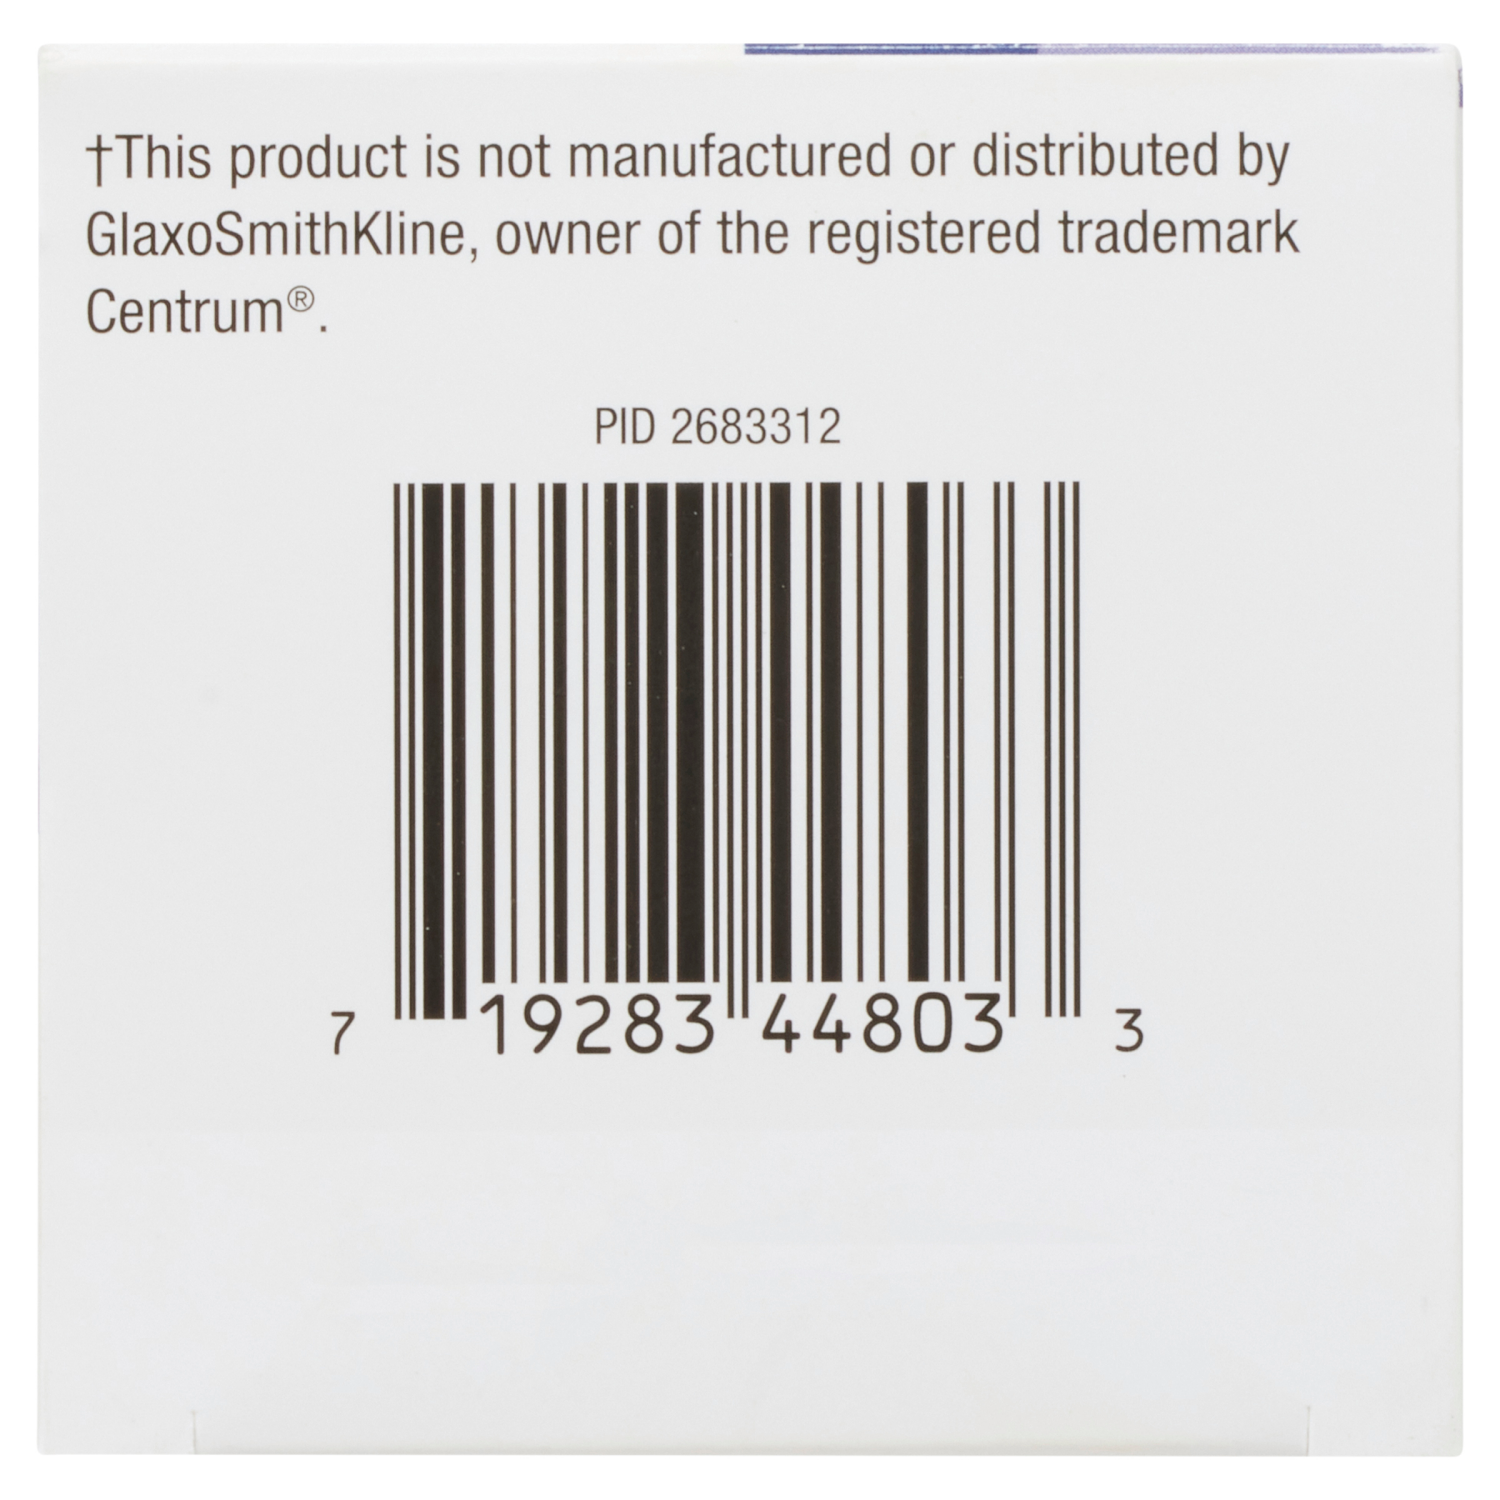 †This product is not manufactured or distributed by
GlaxoSmithKline, owner of the registered trademark
Centrum®.
PID 2683312
7 19283 44803 3